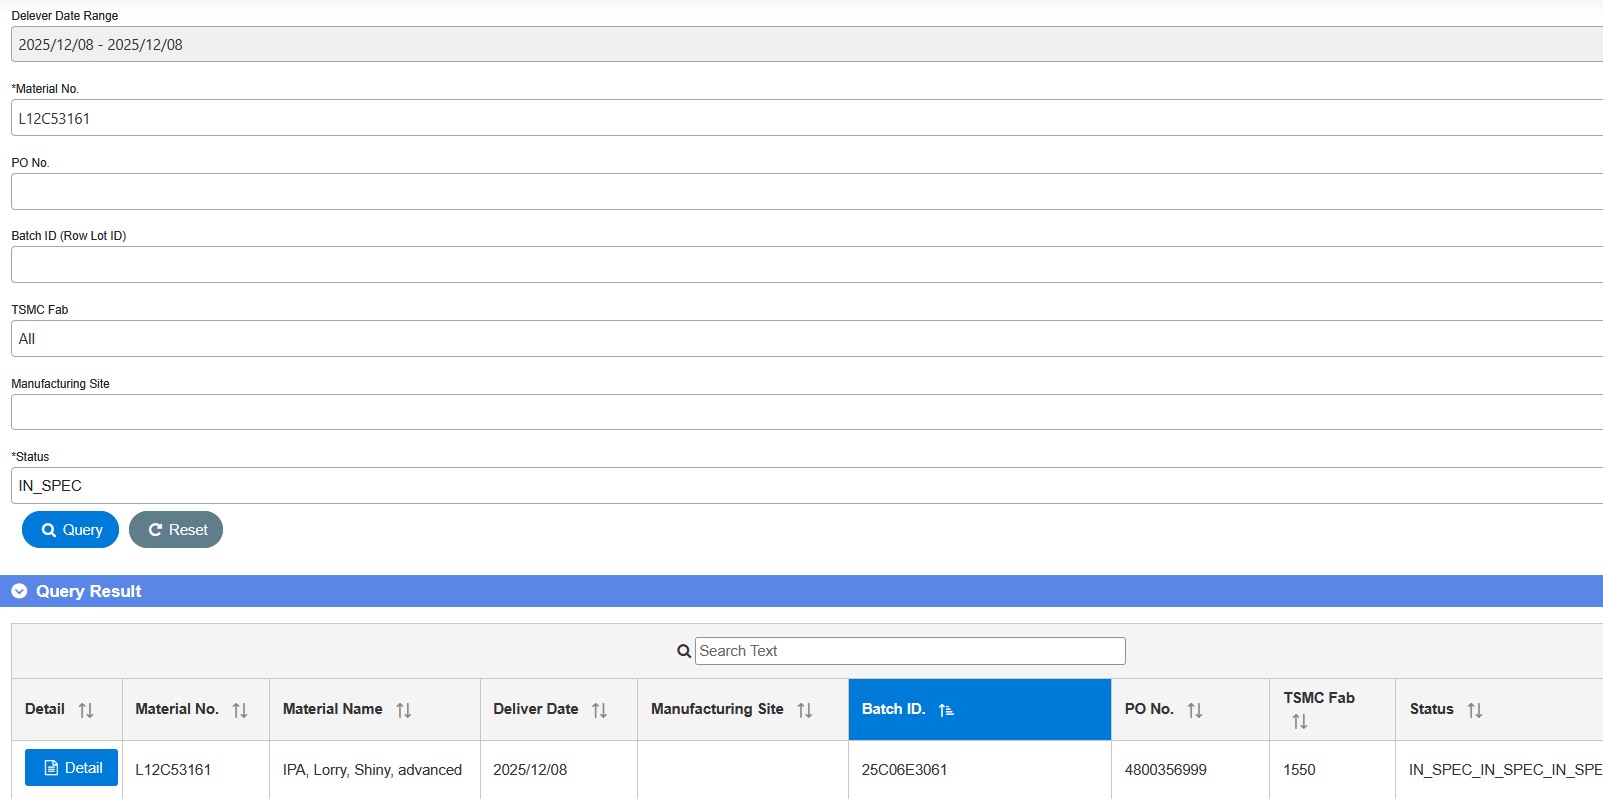 Delever Date Range
2025/12/08 - 2025/12/08
*Material No.
L12C53161
PO No.
Batch ID (Row Lot ID)
TSMC Fab
All
Manufacturing Site
*Status
IN_SPEC
Query Reset
Query Result
Search Text
Detail Material No. Material Name Deliver Date Manufacturing Site Batch ID. PO No. TSMC Fab Status
Detail L12C53161 IPA, Lorry, Shiny, advanced 2025/12/08 25C06E3061 4800356999 1550 IN_SPEC_IN_SPEC_IN_SPE